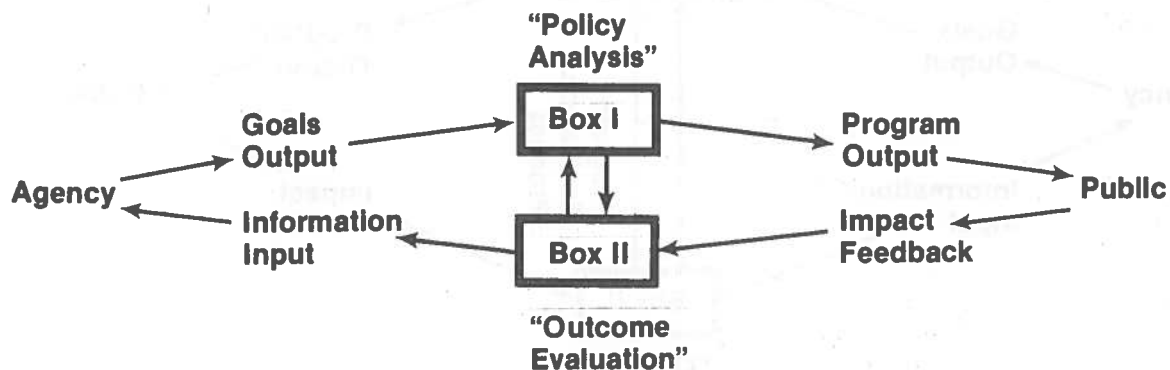 “Policy
Analysis”
Box I
Goals
Output
Program
Output
Agency
Public
Information
Input
Impact
Feedback
Box II
“Outcome
Evaluation”